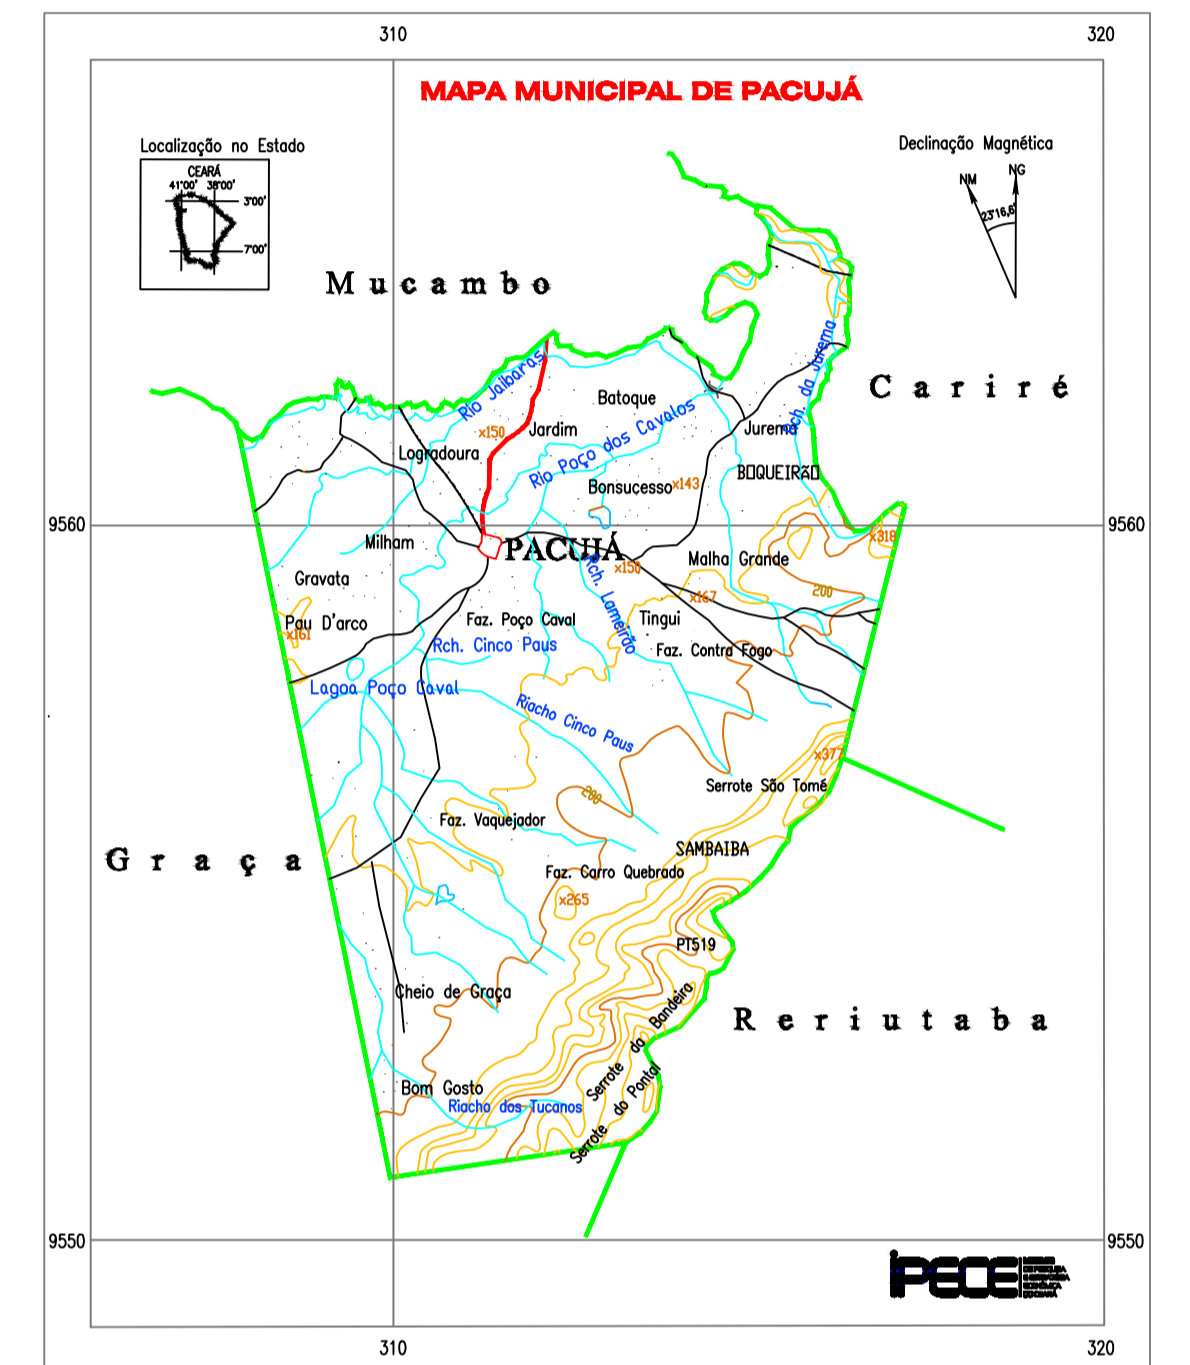 310
320
MAPA MUNICIPAL DE PACUJÁ
Localização no Estado
CEARÁ
41°00'
38°00'
3°00'
7°00'
Declinação Magnética
NM
NG
23°16,6'
Mucambo
Cariré
Rch. da Jurema
Rio Jaibaras
Batoque
x150
Jardim
Rio Poço dos Cavalos
Jurema
Logradoura
BOQUEIRÃO
Bonsucesso
x143
9560
9560
x318
Milham
PACUJÁ
Malha Grande
x150
Gravata
Rch. Lameirão
x167
200
Pau D'arco
x161
Faz. Poço Caval
Tingui
Rch. Cinco Paus
Faz. Contra Fogo
Lagoa Poço Caval
Riacho Cinco Paus
x377
Serrote São Tomé
200
Faz. Vaquejador
SAMBAIBA
Graça
Faz. Carro Quebrado
x265
PT519
Cheio de Graça
Serrote da Bandeira
Reriutaba
Bom Gosto
Riacho dos Tucanos
Serrote do Pontal
9550
9550
iPECE
310
320